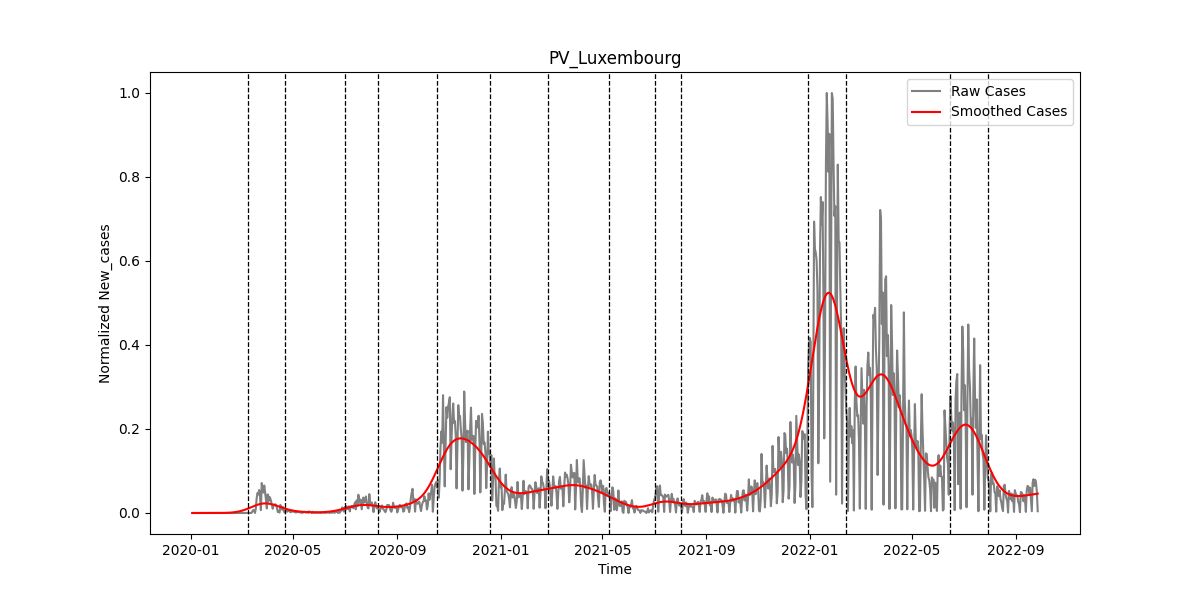 PV_Luxembourg
Raw Cases
Smoothed Cases
Normalized New_cases
1.0
0.8
0.6
0.4
0.2
0.0
2020-01 2020-05 2020-09 2021-01 2021-05 2021-09 2022-01 2022-05 2022-09
Time